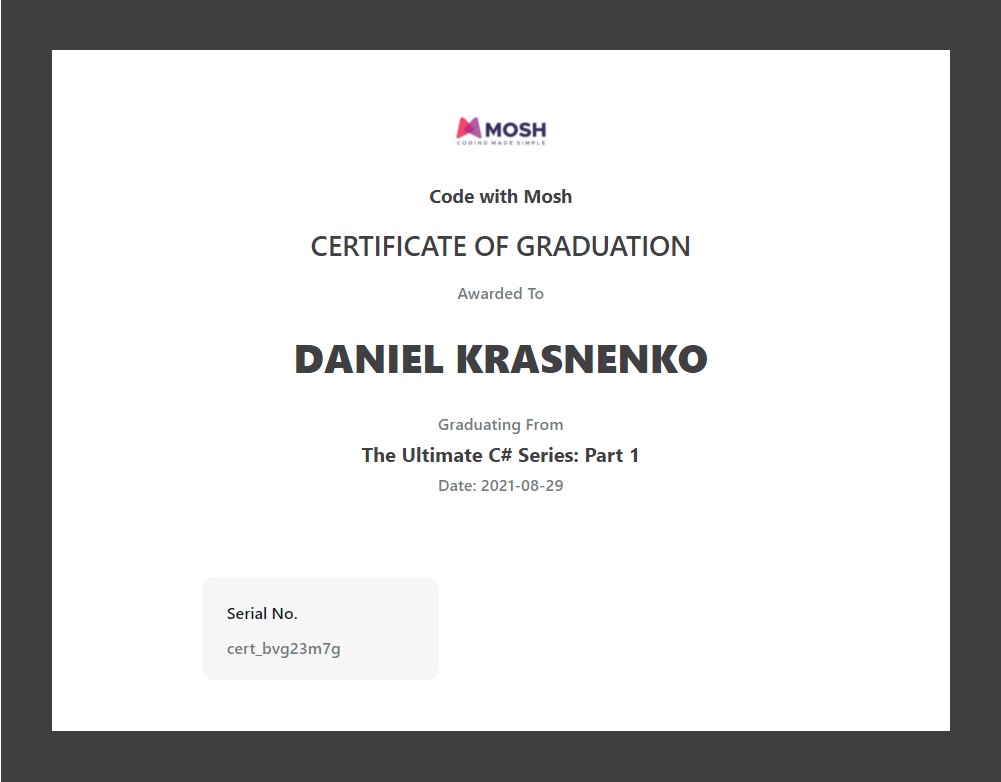 MOSH
CODING MADE SIMPLE
Code with Mosh
CERTIFICATE OF GRADUATION
Awarded To
DANIEL KRASNENKO
Graduating From
The Ultimate C# Series: Part 1
Date: 2021-08-29
Serial No.
cert_bvg23m7g